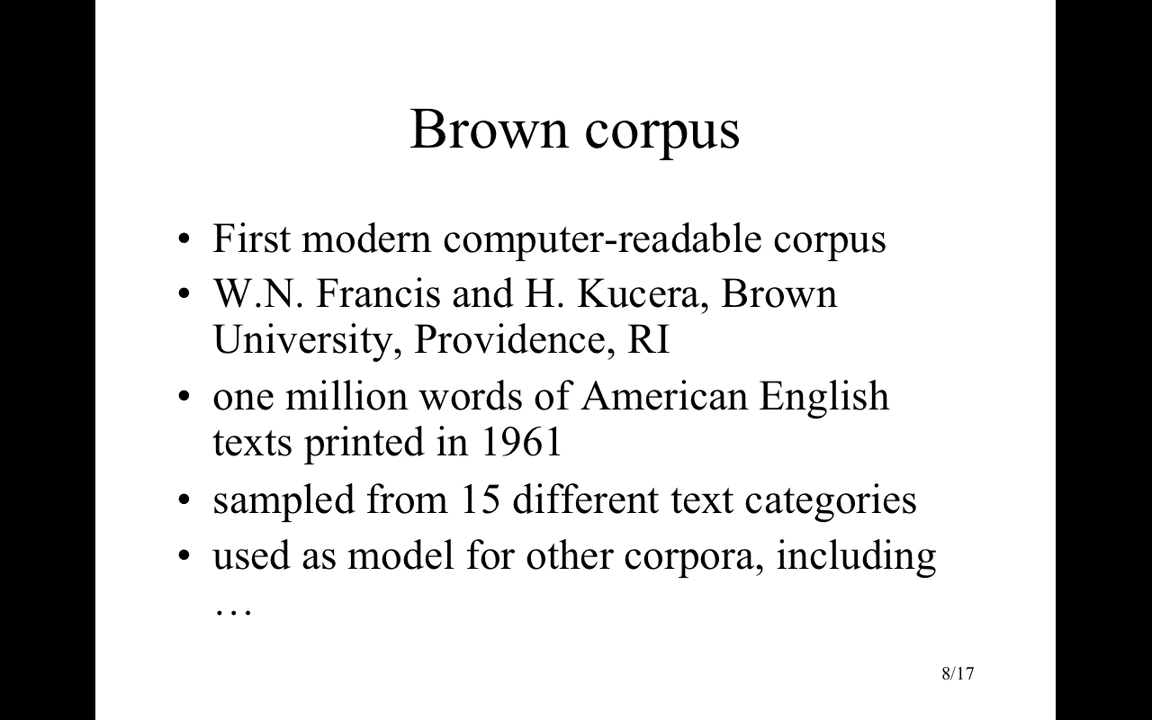 Brown corpus
• First modern computer-readable corpus
• W.N. Francis and H. Kucera, Brown
University, Providence, RI
• one million words of American English
texts printed in 1961
• sampled from 15 different text categories
• used as model for other corpora, including
…
8/17